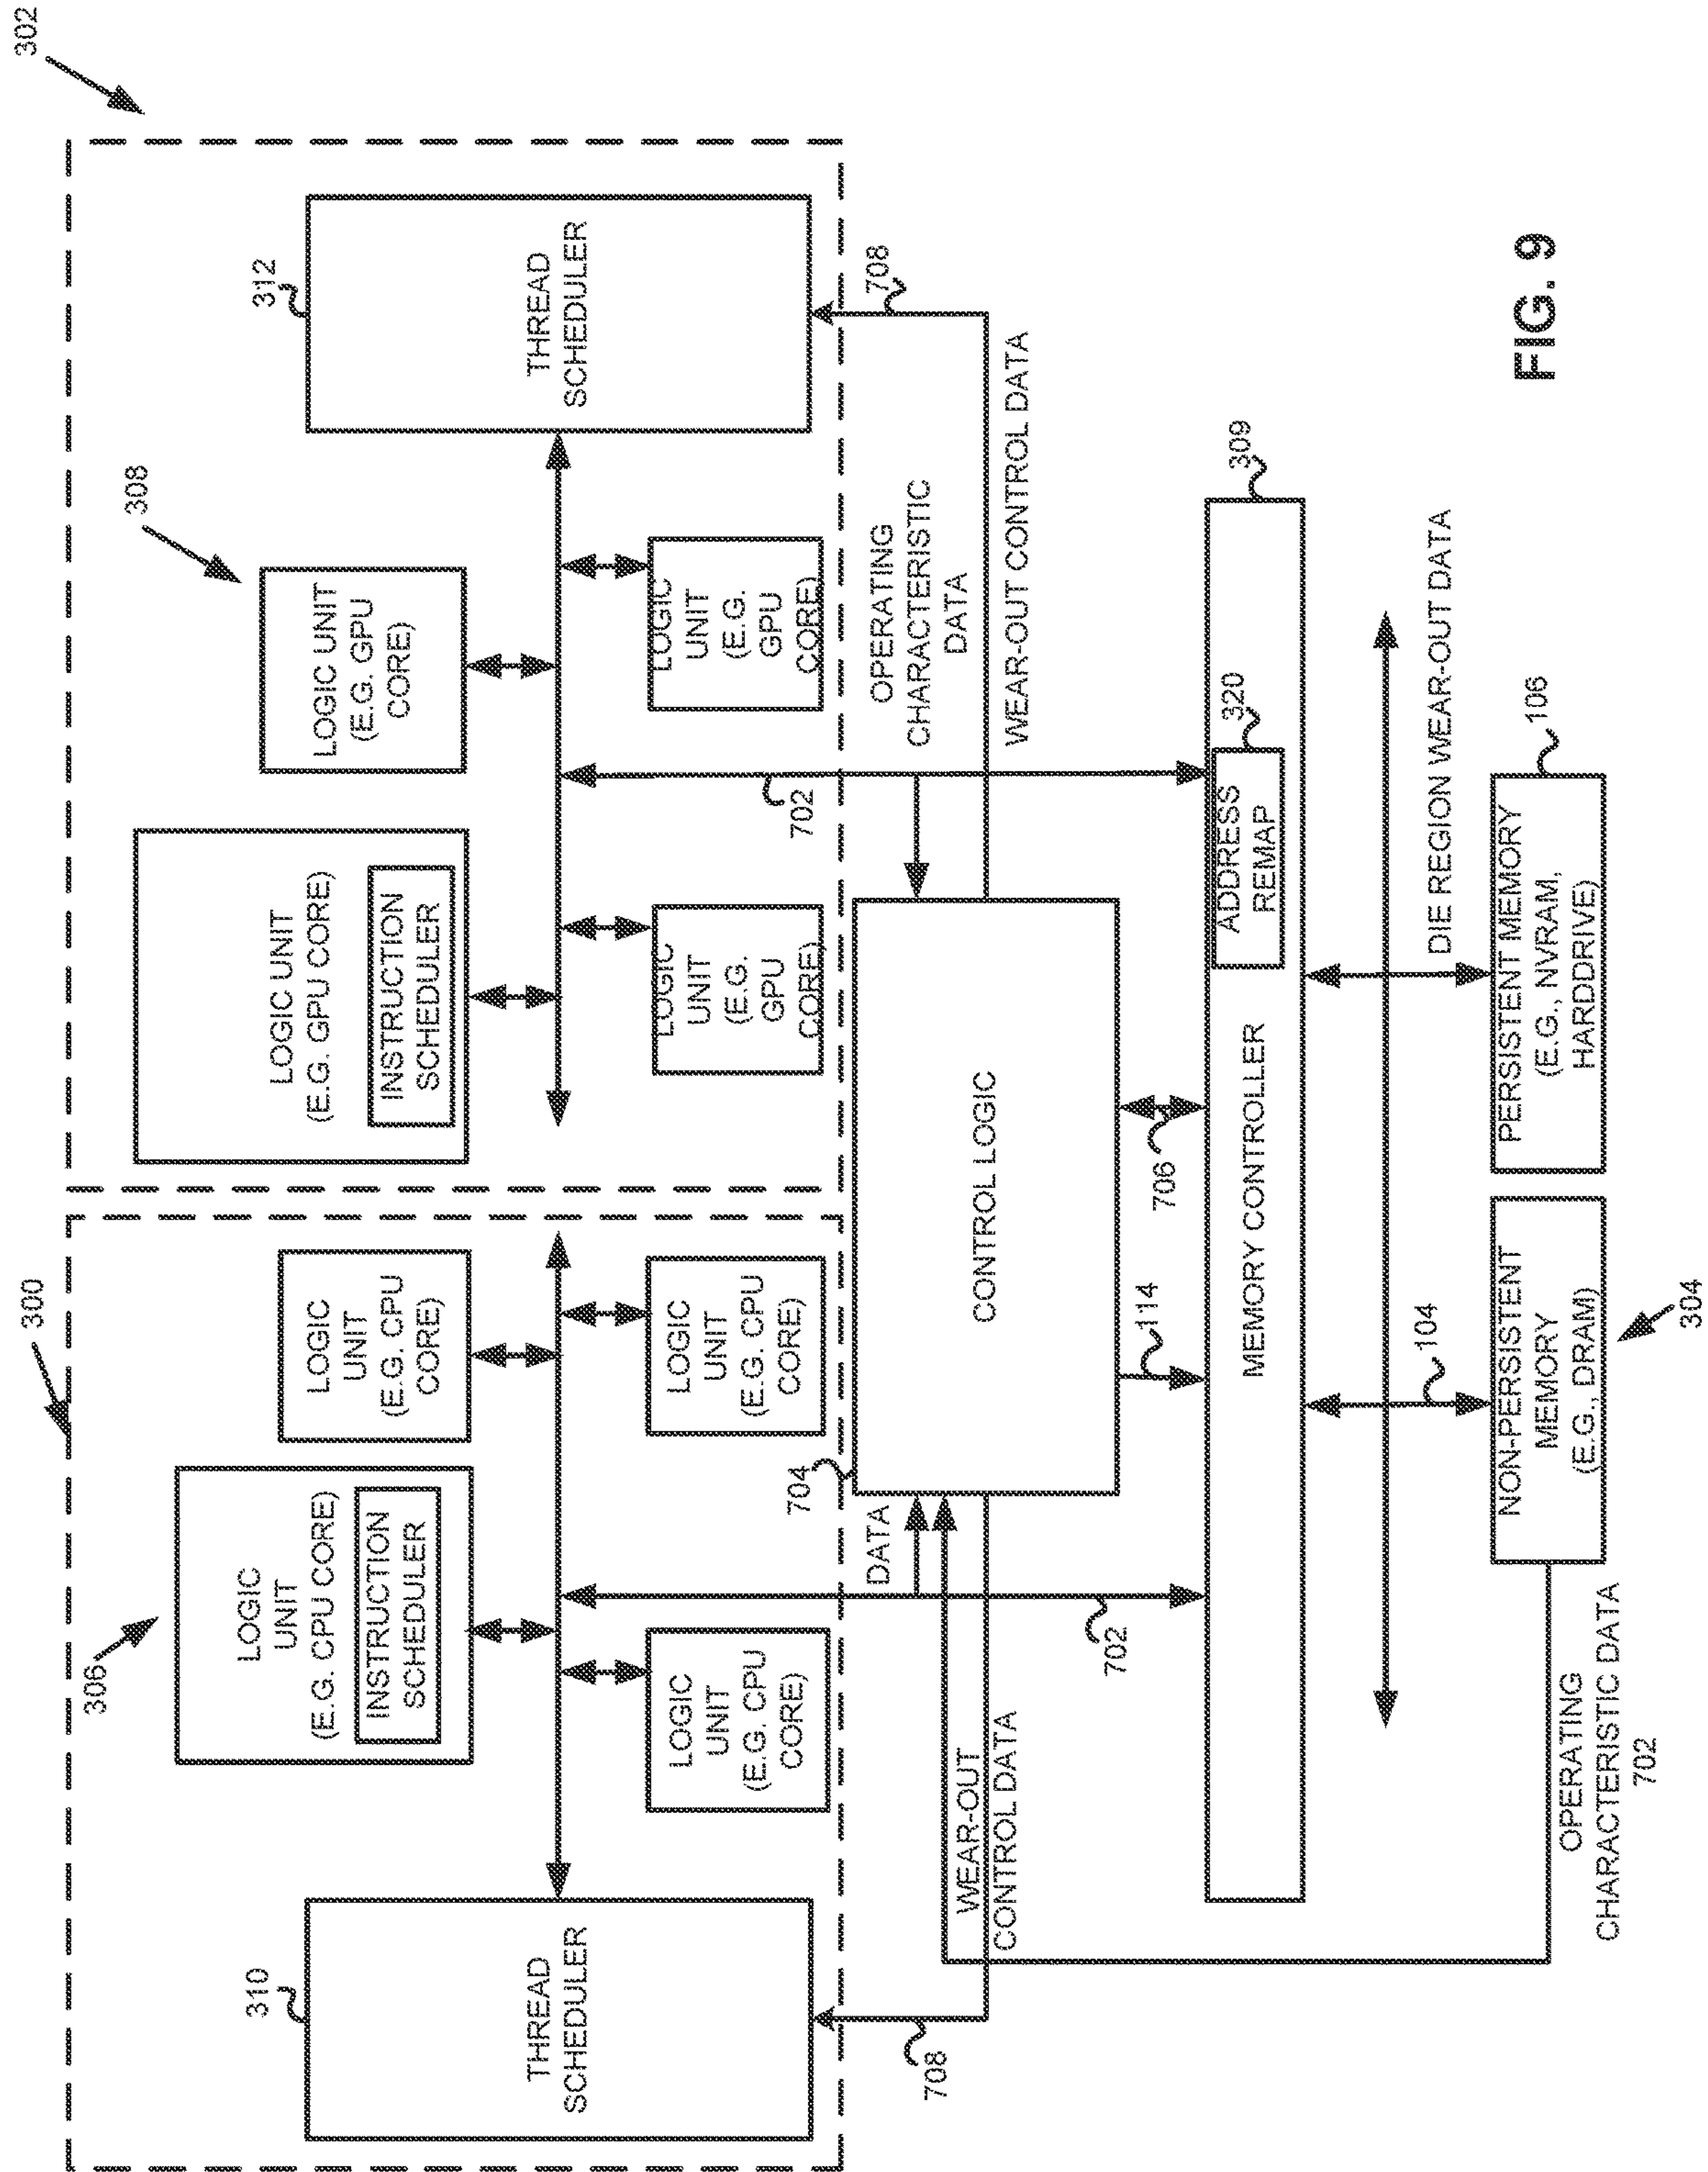 300
302
306
LOGIC
UNIT
(E.G. CPU CORE)
INSTRUCTION
SCHEDULER
LOGIC
UNIT
(E.G. CPU
CORE)
LOGIC UNIT
(E.G. GPU CORE)
INSTRUCTION
SCHEDULER
308
LOGIC UNIT
(E.G. GPU
CORE)
310
THREAD
SCHEDULER
312
THREAD
SCHEDULER
LOGIC
UNIT
(E.G. CPU
CORE)
LOGIC
UNIT
(E.G. CPU
CORE)
LOGIC
UNIT
(E.G.
GPU
CORE)
LOGIC
UNIT
(E.G.
GPU
CORE)
708
WEAR-OUT
CONTROL DATA
DATA
702
704
CONTROL LOGIC
702
OPERATING
CHARACTERISTIC
DATA
708
WEAR-OUT CONTROL DATA
114
706
MEMORY CONTROLLER
ADDRESS
REMAP
320
309
104
DIE REGION WEAR-OUT DATA
OPERATING
CHARACTERISTIC DATA
702
NON-PERSISTENT
MEMORY
(E.G., DRAM)
304
PERSISTENT MEMORY
(E.G., NVRAM,
HARDDRIVE)
106
FIG. 9